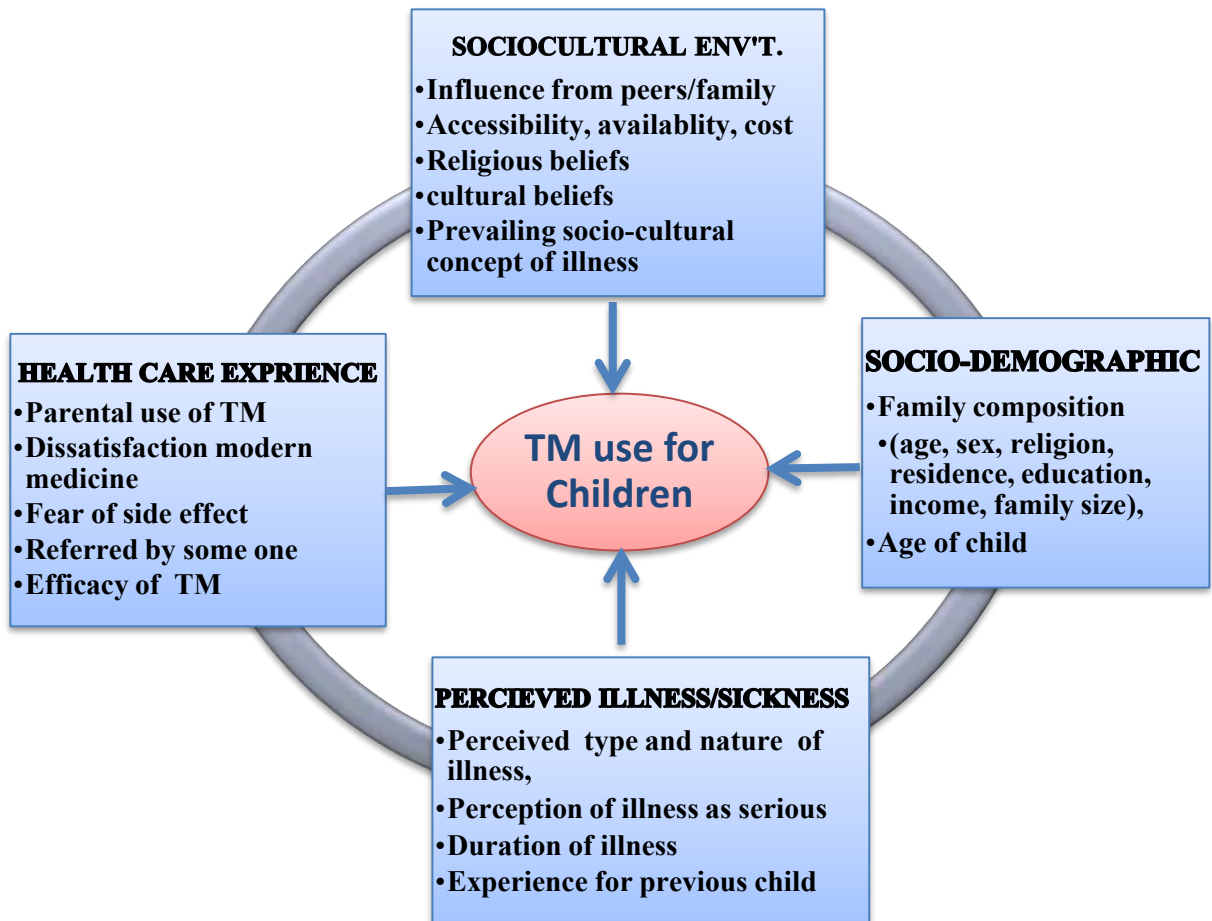 SOCIOCULTURAL ENV'T.
•Influence from peers/family
•Accessibility, availablity, cost
•Religious beliefs
•cultural beliefs
•Prevailing socio-cultural
concept of illness
HEALTH CARE EXPRIENCE
•Parental use of TM
•Dissatisfaction modern
medicine
•Fear of side effect
•Referred by some one
•Efficacy of TM
TM use for
Children
SOCIO-DEMOGRAPHIC
•Family composition
•(age, sex, religion,
residence, education,
income, family size),
•Age of child
PERCIEVED ILLNESS/SICKNESS
•Perceived type and nature of
illness,
•Perception of illness as serious
•Duration of illness
•Experience for previous child